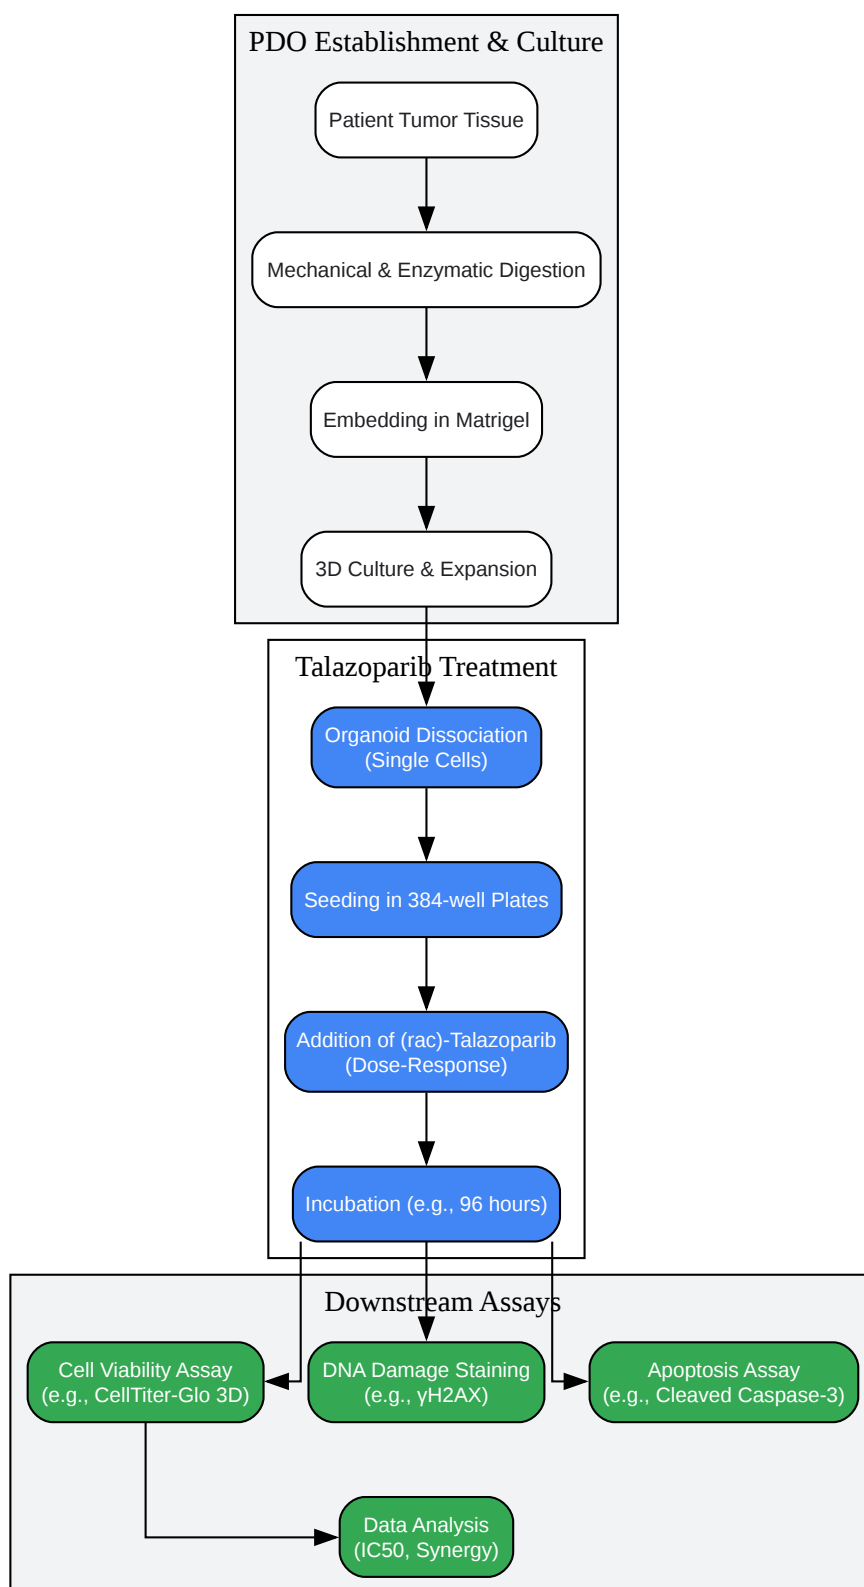 PDO Establishment & Culture
Patient Tumor Tissue
Mechanical & Enzymatic Digestion
Embedding in Matrigel
3D Culture & Expansion
Talazoparib Treatment
Organoid Dissociation
(Single Cells)
Seeding in 384-well Plates
Addition of (rac)-Talazoparib
(Dose-Response)
Incubation (e.g., 96 hours)
Downstream Assays
Cell Viability Assay
(e.g., CellTiter-Glo 3D)
DNA Damage Staining
(e.g., γH2AX)
Apoptosis Assay
(e.g., Cleaved Caspase-3)
Data Analysis
(IC50, Synergy)